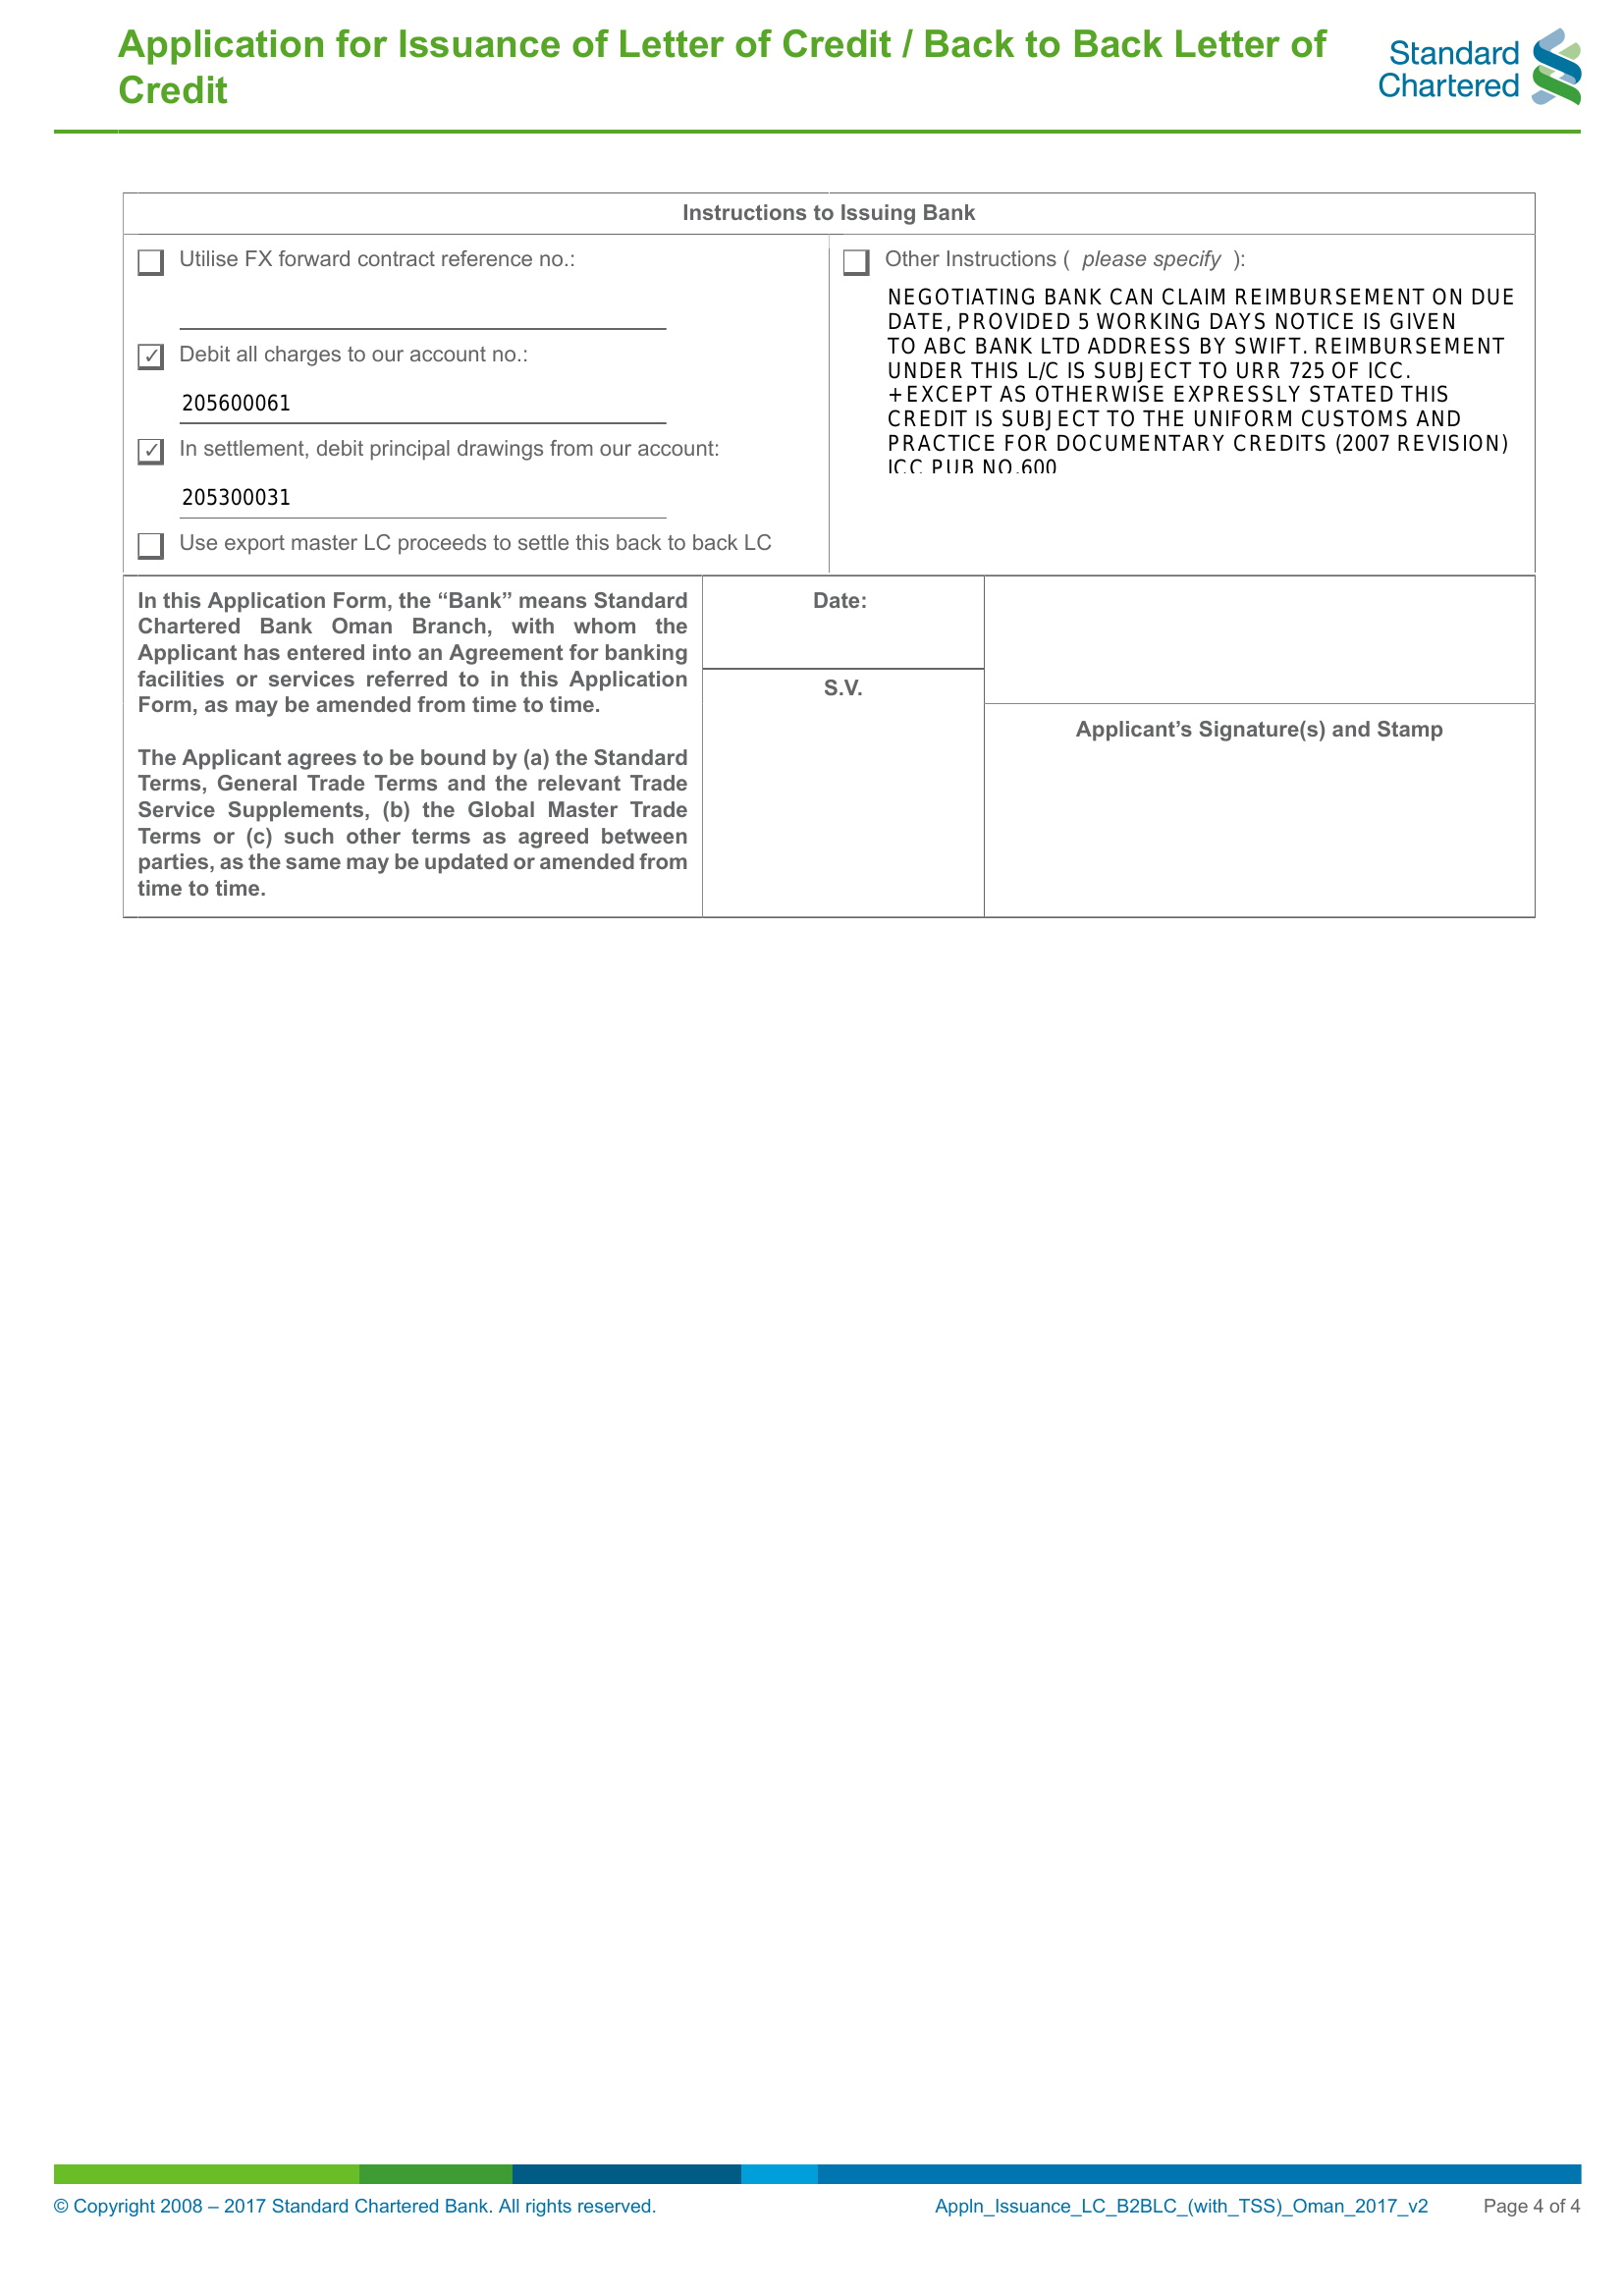 Application for Issuance of Letter of Credit / Back to Back Letter of
Credit
Standard
Chartered
Instructions to Issuing Bank
Utilise FX forward contract reference no.:
✓ Debit all charges to our account no.:
205600061
✓ In settlement, debit principal drawings from our account:
205300031
Use export master LC proceeds to settle this back to back LC
Other Instructions ( please specify ):
NEGOTIATING BANK CAN CLAIM REIMBURSEMENT ON DUE
DATE, PROVIDED 5 WORKING DAYS NOTICE IS GIVEN
TO ABC BANK LTD ADDRESS BY SWIFT. REIMBURSEMENT
UNDER THIS L/C IS SUBJECT TO URR 725 OF ICC.
+EXCEPT AS OTHERWISE EXPRESSLY STATED THIS
CREDIT IS SUBJECT TO THE UNIFORM CUSTOMS AND
PRACTICE FOR DOCUMENTARY CREDITS (2007 REVISION)
ICC PUB NO.600
In this Application Form, the “Bank” means Standard
Chartered Bank Oman Branch, with whom the
Applicant has entered into an Agreement for banking
facilities or services referred to in this Application
Form, as may be amended from time to time.
The Applicant agrees to be bound by (a) the Standard
Terms, General Trade Terms and the relevant Trade
Service Supplements, (b) the Global Master Trade
Terms or (c) such other terms as agreed between
parties, as the same may be updated or amended from
time to time.
Date:
S.V.
Applicant’s Signature(s) and Stamp
© Copyright 2008 – 2017 Standard Chartered Bank. All rights reserved.
Appln_Issuance_LC_B2BLC_(with_TSS)_Oman_2017_v2
Page 4 of 4